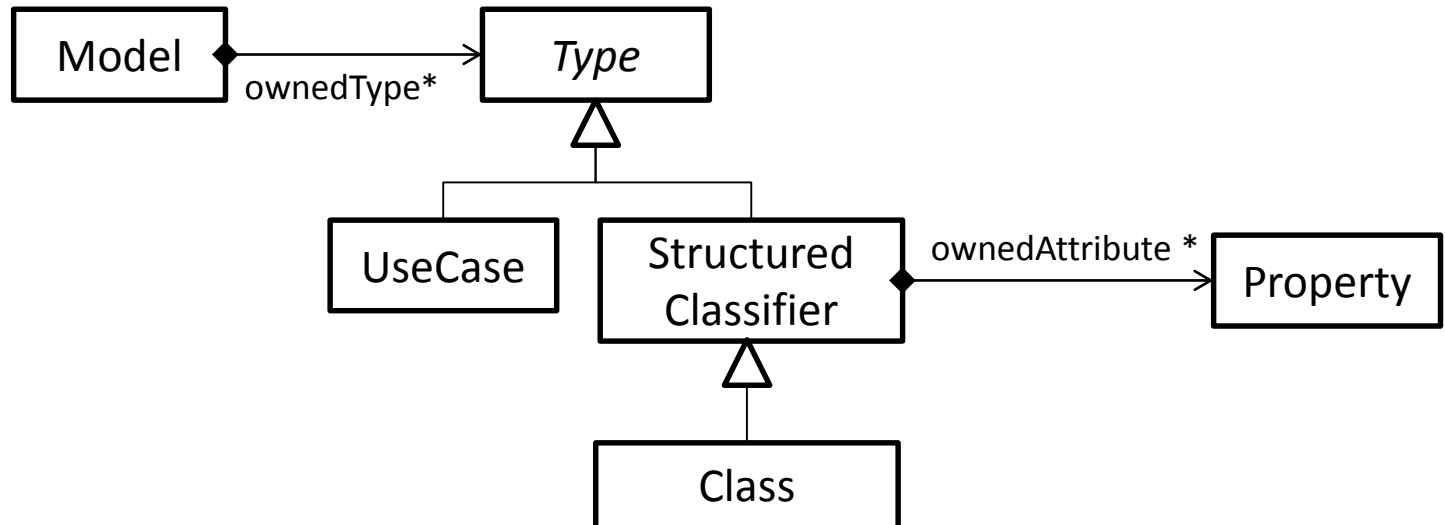 Model
Type
ownedType*
UseCase
Structured
Classifier
ownedAttribute *
Property
Class